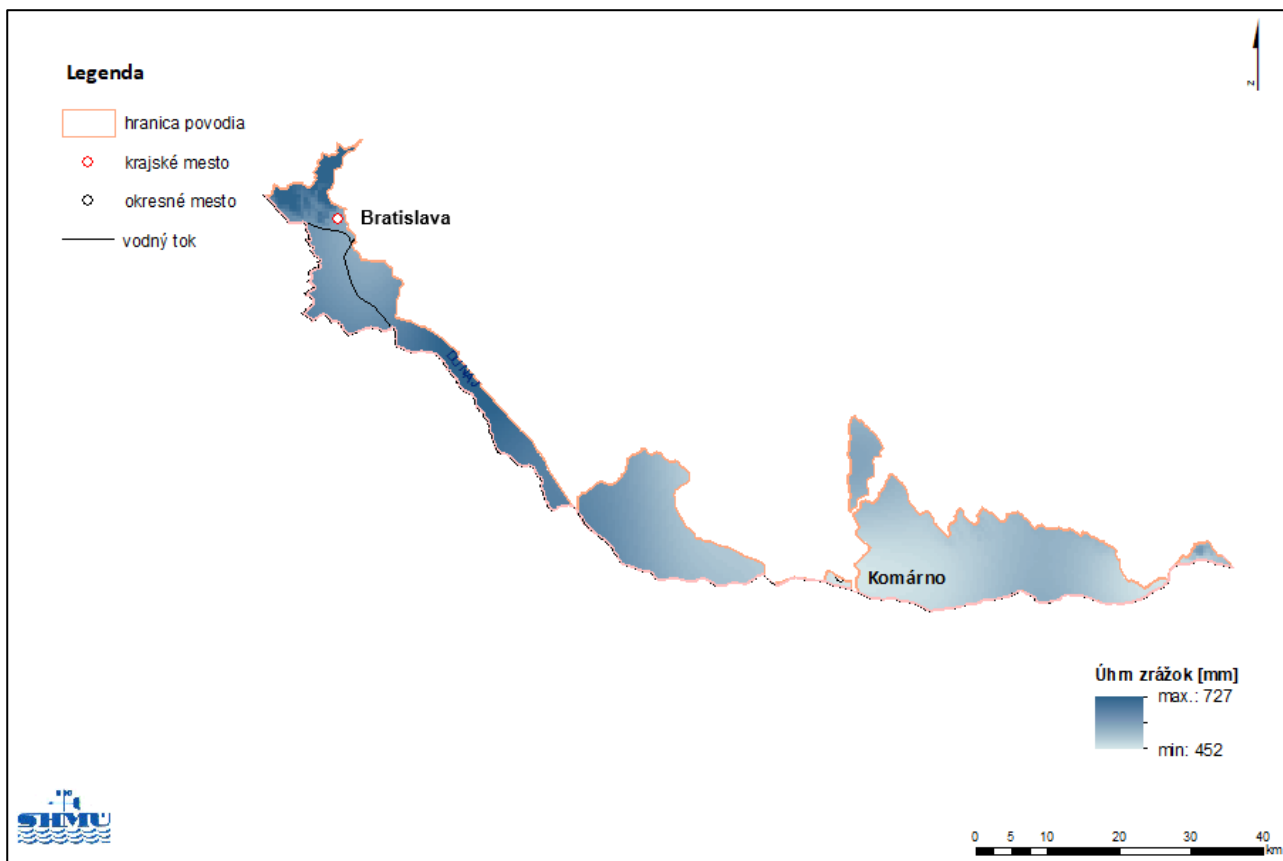 Legenda
hranica povodia
krajské mesto
okresné mesto
vodný tok
z
Bratislava
Dunaj
Komárno
Úhrn zrážok [mm]
max.: 727
min: 452
SHMÚ
0 5 10 20 30 40
km